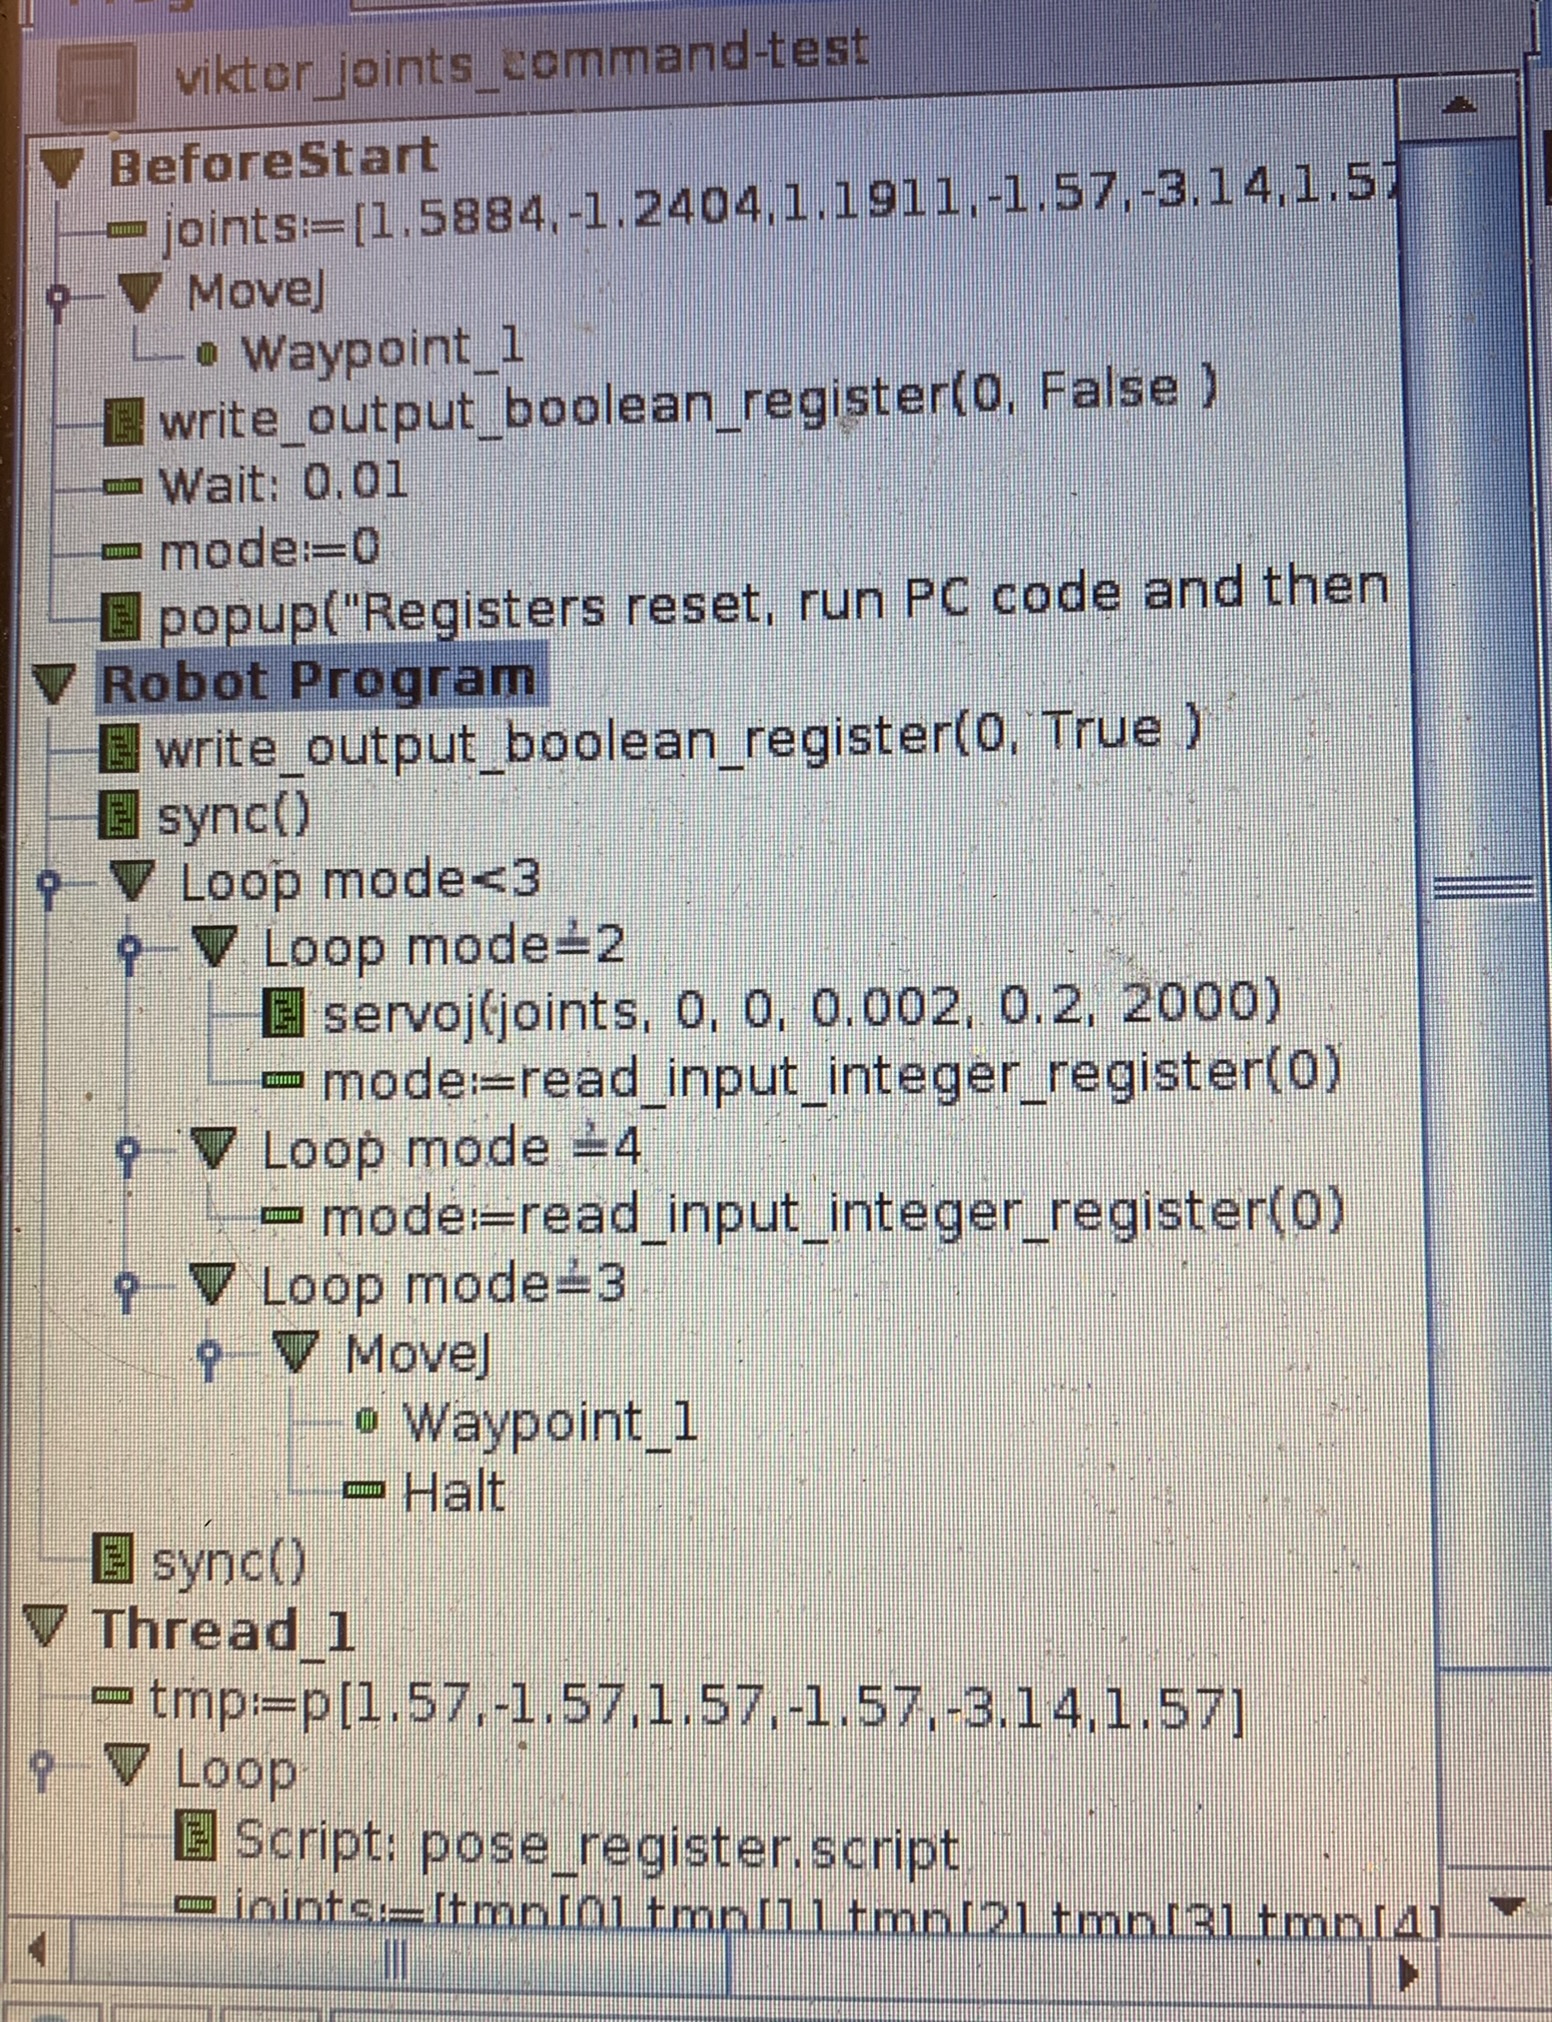 viktor_joints_command-test
BeforeStart
joints:=[1.5884,-1.2404,1.1911,-1.57,-3.14,1.57
MoveJ
Waypoint_1
write_output_boolean_register(0, False )
Wait: 0.01
mode:=0
popup("Registers reset, run PC code and then
Robot Program
write_output_boolean_register(0, True )
sync()
Loop mode<3
Loop mode≟2
servoj(joints, 0, 0, 0.002, 0.2, 2000)
mode:=read_input_integer_register(0)
Loop mode ≟4
mode:=read_input_integer_register(0)
Loop mode≟3
MoveJ
Waypoint_1
Halt
sync()
Thread_1
tmp:=p[1.57,-1.57,1.57,-1.57,-3.14,1.57]
Loop
Script: pose_register.script
joints:=[tmp[0],tmp[1],tmp[2],tmp[3],tmp[4]